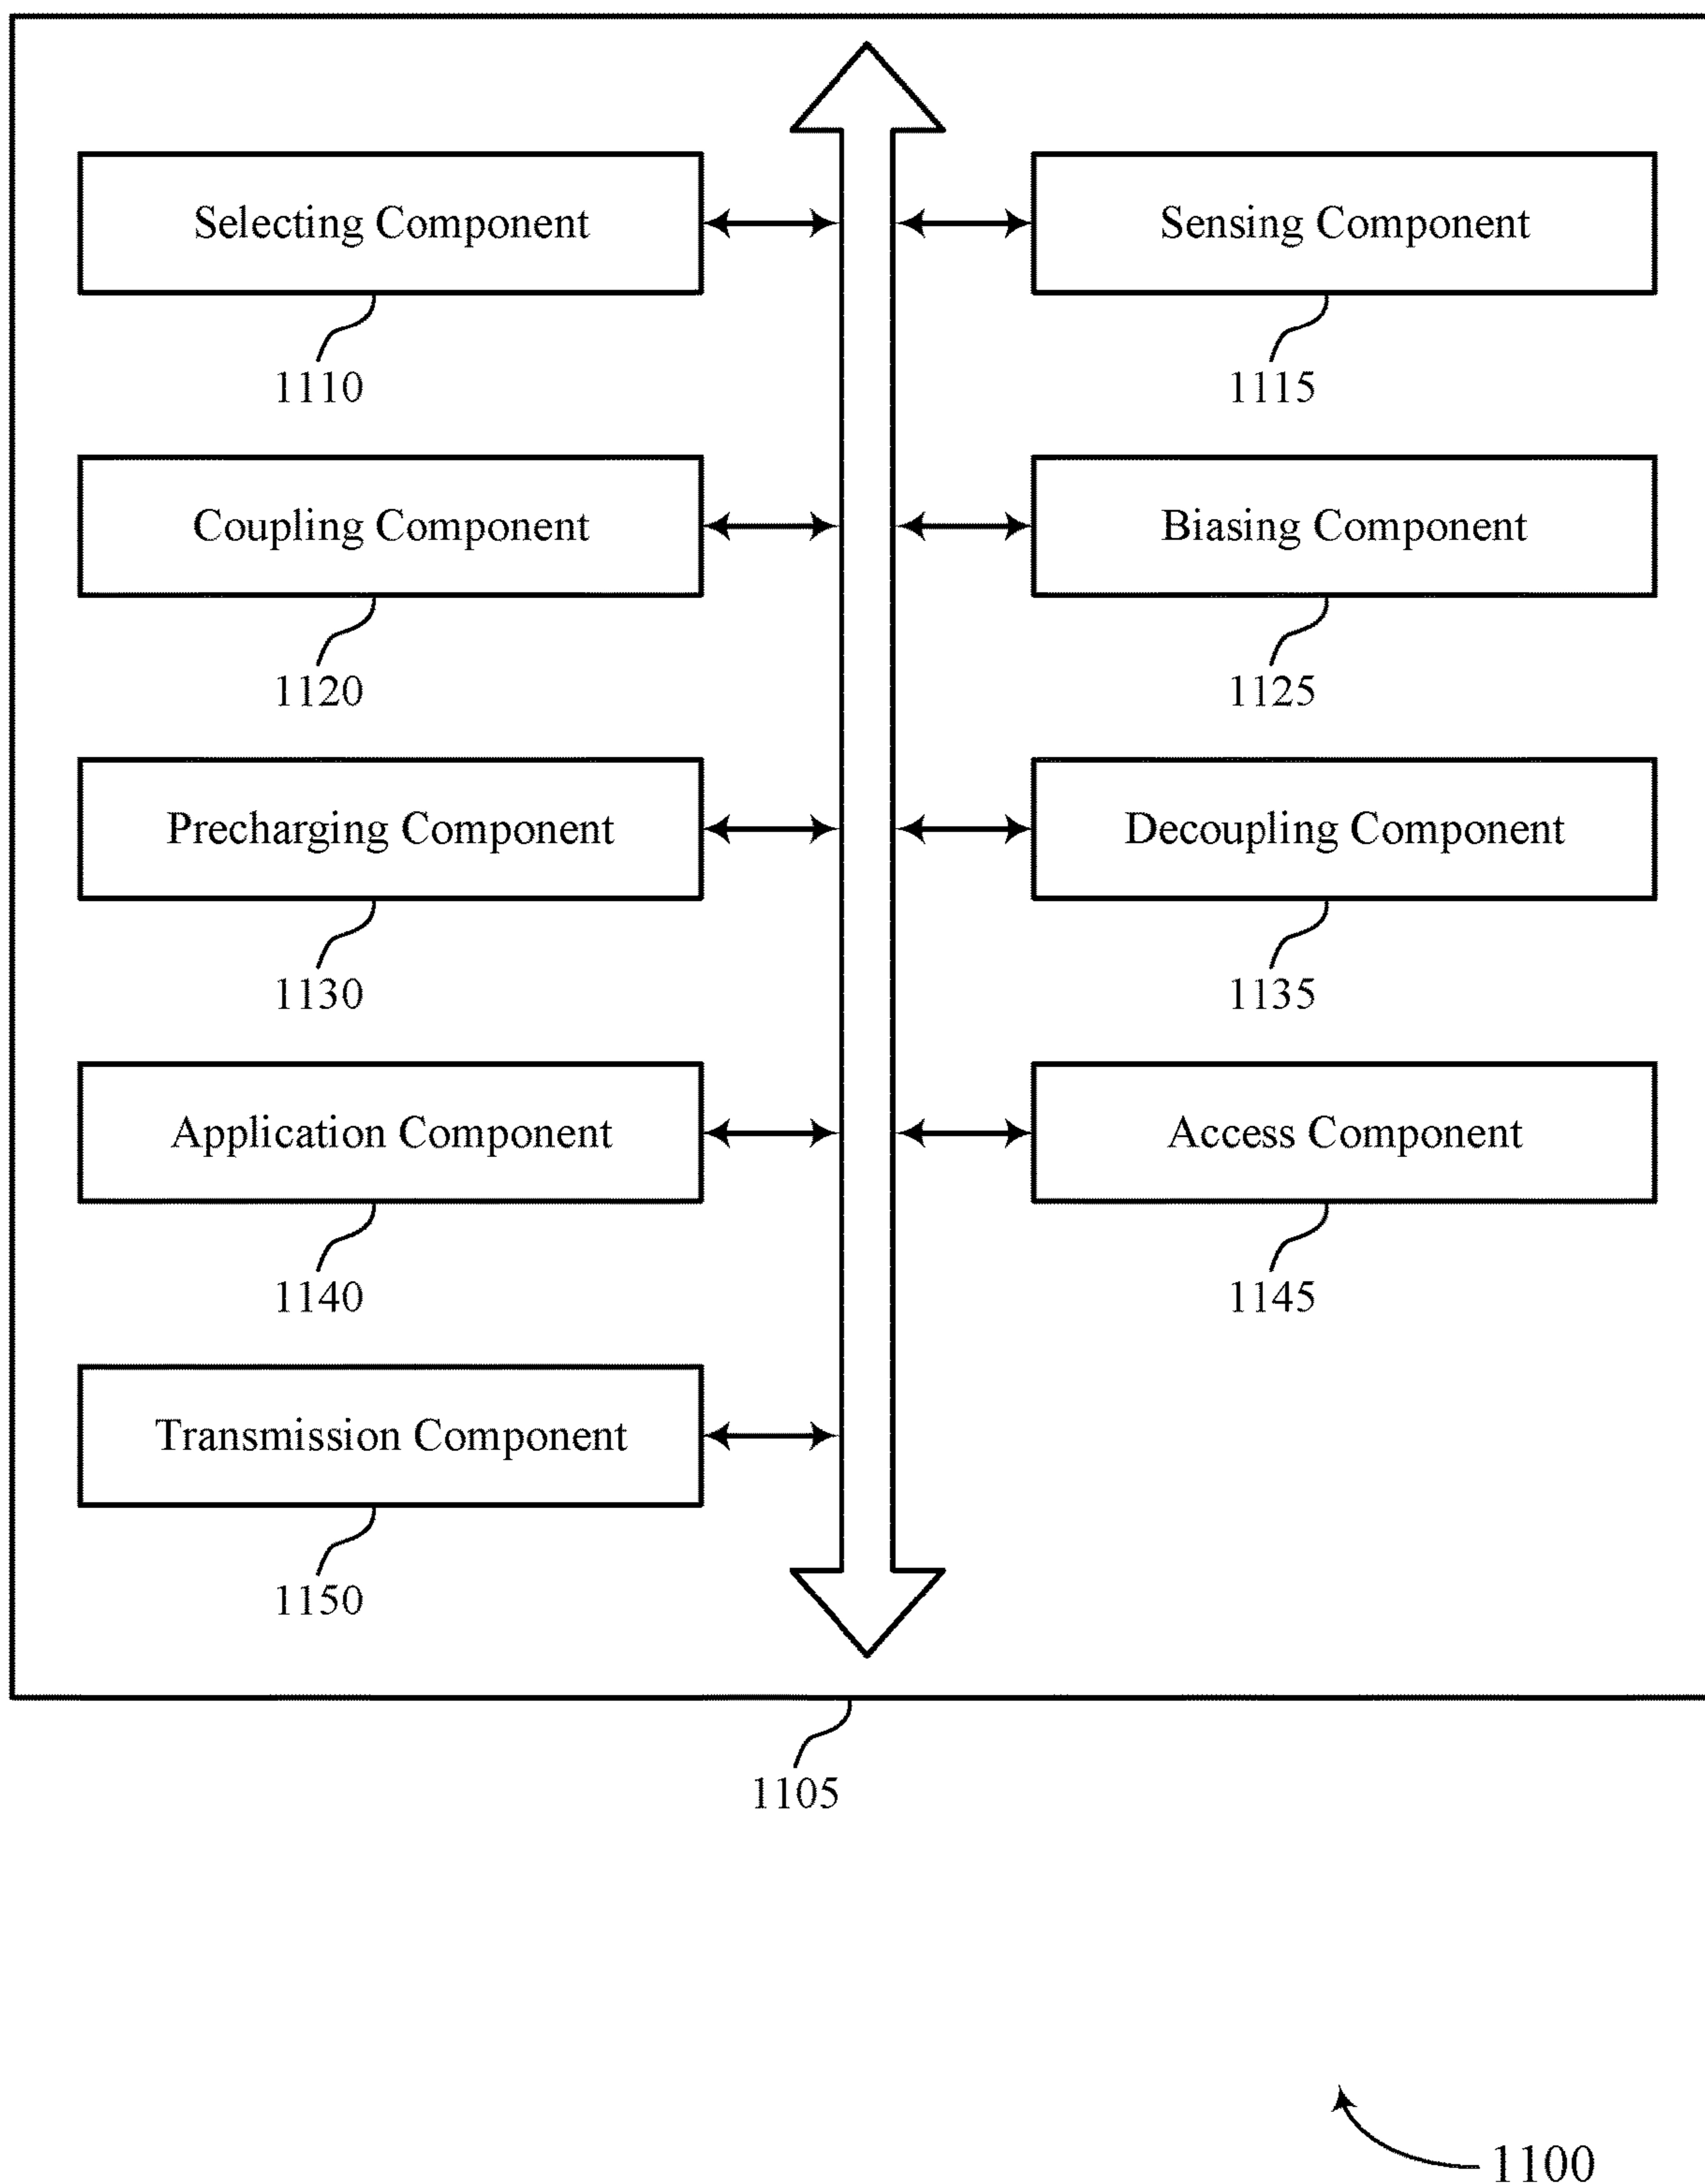 Selecting Component
Sensing Component
1110
1115
Coupling Component
Biasing Component
1120
1125
Precharging Component
Decoupling Component
1130
1135
Application Component
Access Component
1140
1145
Transmission Component
1150
1105
1100